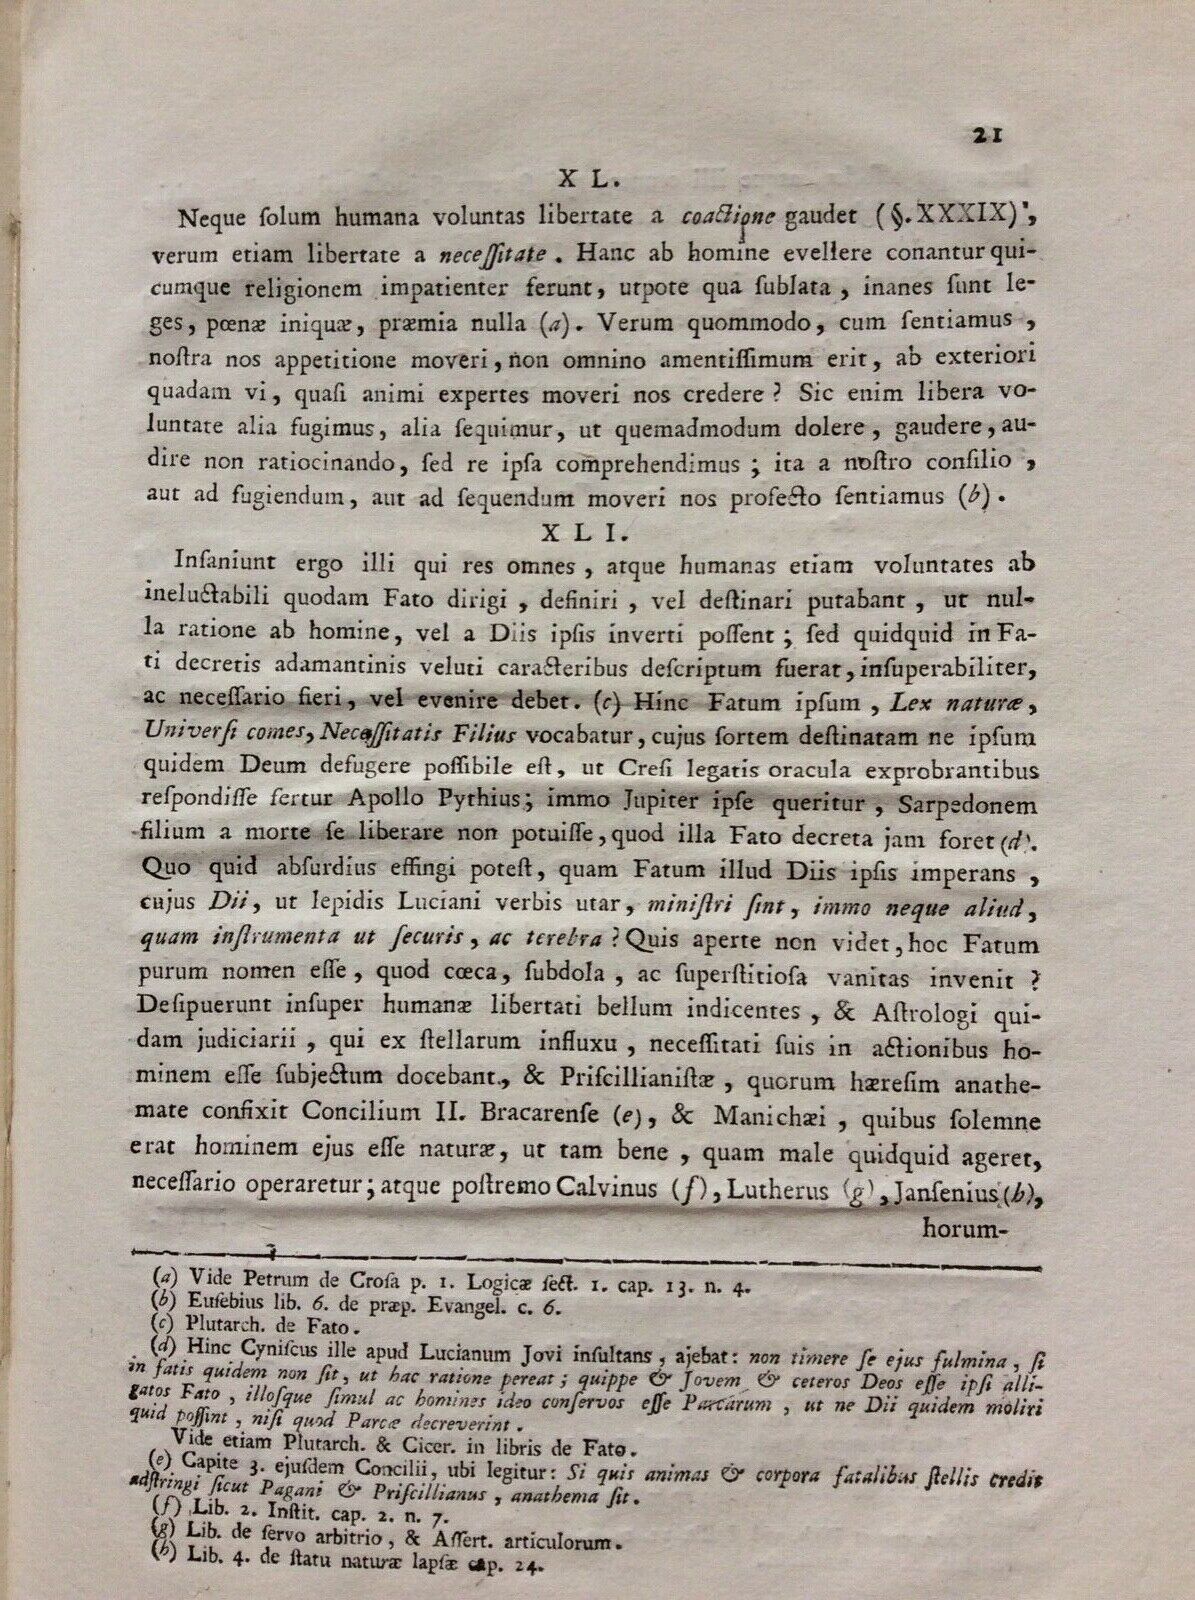 21
X L.
Neque ſolum humana voluntas libertate a coactione gaudet (§. XXXIX)',
verum etiam libertate a neceſſitate. Hanc ab homine evellere conantur qui-
cumque religionem impatienter ferunt, utpote qua ſublata, inanes ſunt le-
ges, pœnæ iniquæ, præmia nulla (a). Verum quommodo, cum ſentiamus,
noſtra nos appetitione moveri, non omnino amentiſſimum erit, ab exteriori
quadam vi, quaſi animi expertes moveri nos credere? Sic enim libera vo-
luntate alia fugimus, alia ſequimur, ut quemadmodum dolere, gaudere, au-
dire non ratiocinando, ſed re ipſa comprehendimus; ita a noſtro conſilio,
aut ad fugiendum, aut ad ſequendum moveri nos profecto ſentiamus (b).
X L I.
Inſaniunt ergo illi qui res omnes, atque humanas etiam voluntates ab
ineluctabili quodam Fato dirigi, definiri, vel deſtinari putabant, ut nul-
la ratione ab homine, vel a Diis ipſis inverti poſſent; ſed quidquid in Fa-
ti decretis adamantinis veluti caracteribus deſcriptum fuerat, inſuperabiliter,
ac neceſſario fieri, vel evenire debet. (c) Hinc Fatum ipſum, Lex naturæ,
Univerſi comes, Neceſſitatis Filius vocabatur, cujus ſortem deſtinatam ne ipſum
quidem Deum defugere poſſibile eſt, ut Creſi legatis oracula exprobrantibus
reſpondiſſe fertur Apollo Pythius; immo Jupiter ipſe queritur, Sarpedonem
filium a morte ſe liberare non potuiſſe, quod illa Fato decreta jam foret (d).
Quo quid abſurdius effingi poteſt, quam Fatum illud Diis ipſis imperans,
cujus Dii, ut lepidis Luciani verbis utar, miniſtri ſint, immo neque aliud,
quam inſtrumenta ut ſecuris, ac terebra? Quis aperte non videt, hoc Fatum
purum nomen eſſe, quod cœca, ſubdola, ac ſuperſtitioſa vanitas invenit?
Deſipuerunt inſuper humanæ libertati bellum indicentes, & Aſtrologi qui-
dam judiciarii, qui ex ſtellarum influxu, neceſſitati ſuis in actionibus ho-
minem eſſe ſubjectum docebant, & Priſcillianiſtæ, quorum hæreſim anathe-
mate confixit Concilium II. Bracarenſe (e), & Manichæi, quibus ſolemne
erat hominem ejus eſſe naturæ, ut tam bene, quam male quidquid ageret,
neceſſario operaretur; atque poſtremo Calvinus (f), Lutherus (g), Janſenius (h),
horum-
(a) Vide Petrum de Croſa p. 1. Logicæ ſect. 1. cap. 13. n. 4.
(b) Euſebius lib. 6. de præp. Evangel. c. 6.
(c) Plutarch. de Fato.
(d) Hinc Cyniſcus ille apud Lucianum Jovi inſultans, ajebat: non timere ſe ejus fulmina, ſi
in fatis quidem non ſit, ut hac ratione pereat; quippe & Jovem & ceteros Deos eſſe ipſi alli-
gatos Fato, illoſque ſimul ac homines ideo conſervos eſſe Parcarum, ut ne Dii quidem moliri
quid poſſint, niſi quod Parcæ decreverint.
Vide etiam Plutarch. & Cicer. in libris de Fato.
(e) Capite 3. ejuſdem Concilii, ubi legitur: Si quis animas & corpora fatalibus ſtellis credit
adſtringi ſicut Pagani & Priſcillianus, anathema ſit.
(f) Lib. 2. Inſtit. cap. 2. n. 7.
(g) Lib. de ſervo arbitrio, & Aſſert. articulorum.
(h) Lib. 4. de ſtatu naturæ lapſæ cap. 24.